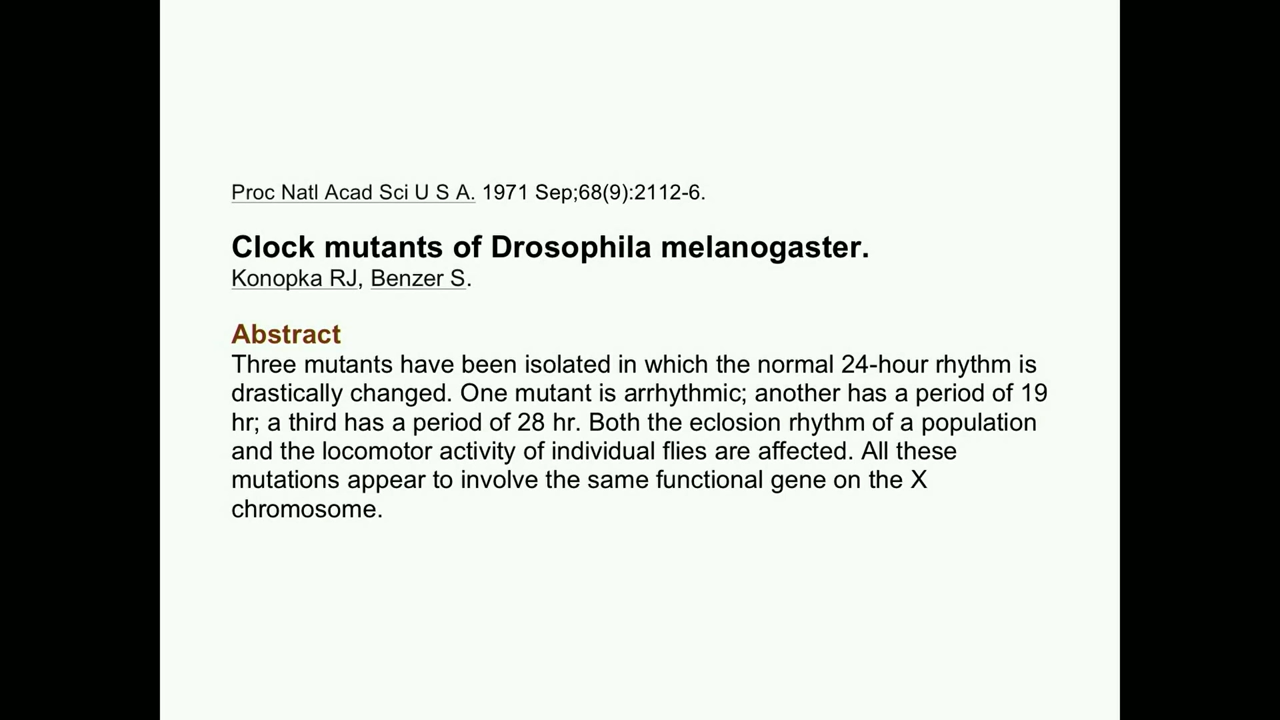 Proc Natl Acad Sci U S A. 1971 Sep;68(9):2112-6.
Clock mutants of Drosophila melanogaster.
Konopka RJ, Benzer S.
Abstract
Three mutants have been isolated in which the normal 24-hour rhythm is
drastically changed. One mutant is arrhythmic; another has a period of 19
hr; a third has a period of 28 hr. Both the eclosion rhythm of a population
and the locomotor activity of individual flies are affected. All these
mutations appear to involve the same functional gene on the X
chromosome.